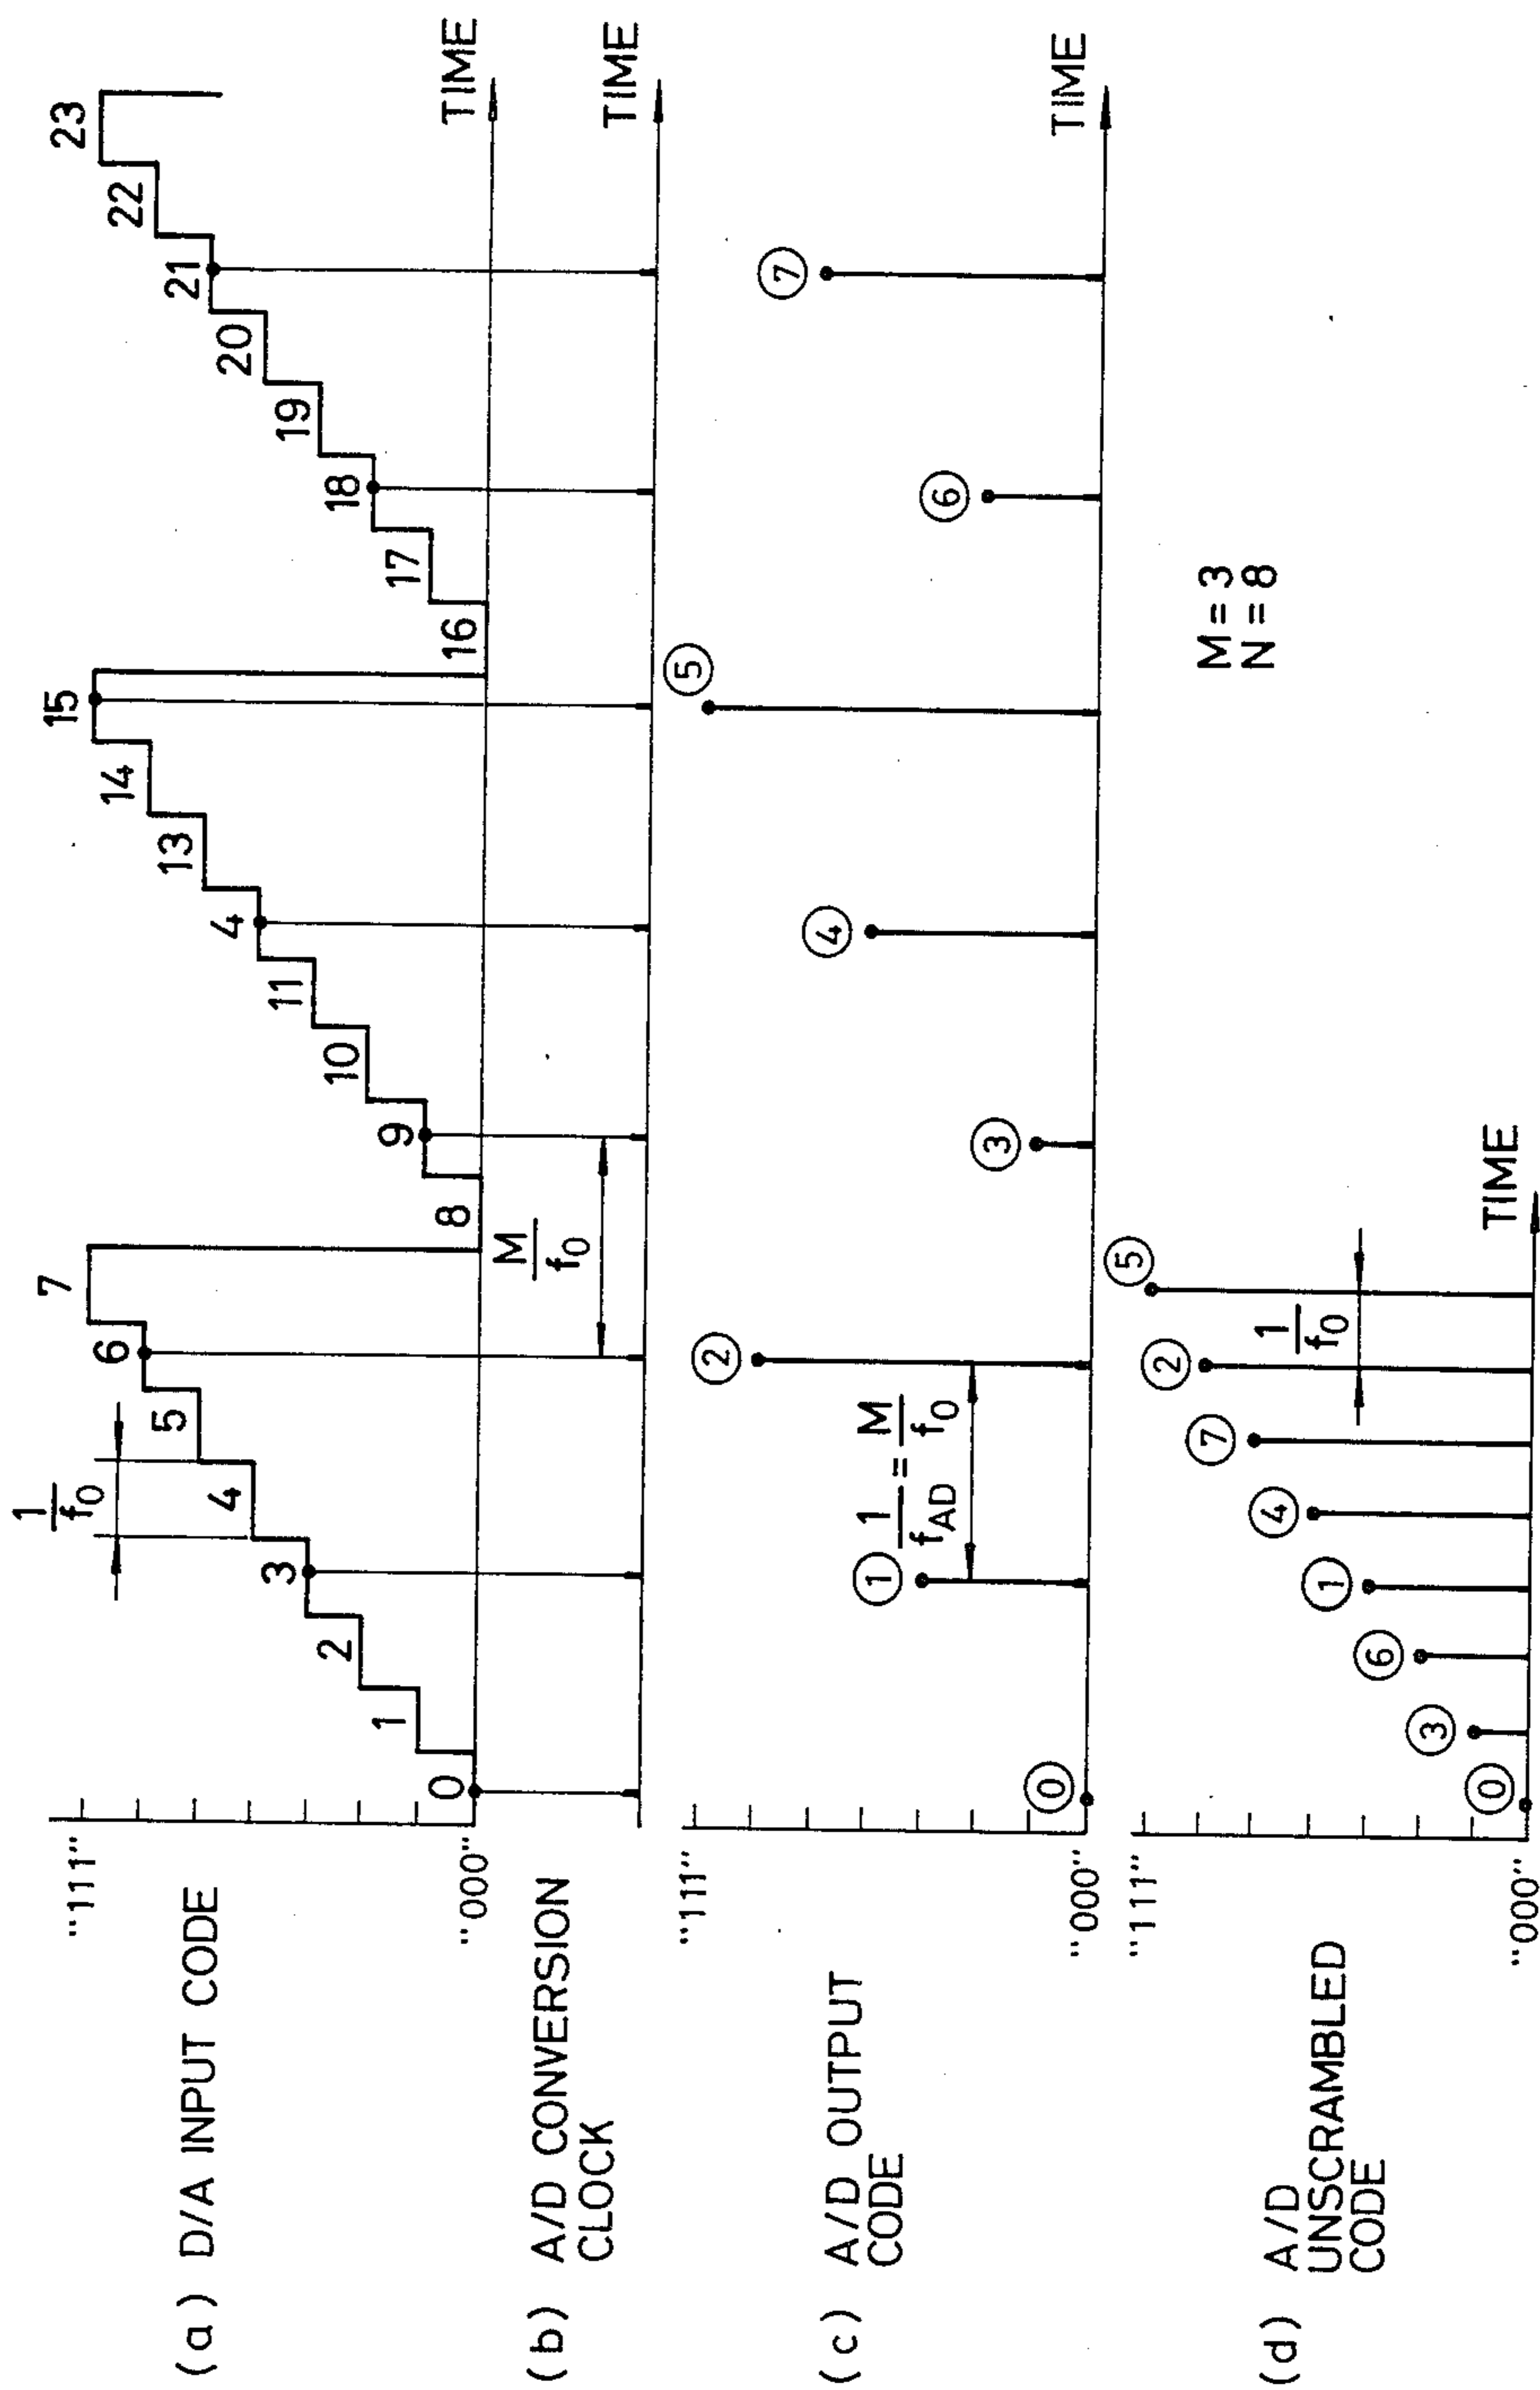 (a) D/A INPUT CODE
"111"
"000"
1/f0
0 1 2 3 4 5 6 7 8 9 10 11 4 13 14 15 16 17 18 19 20 21 22 23
TIME
(b) A/D CONVERSION
CLOCK
M/f0
TIME
(c) A/D OUTPUT
CODE
"111"
"000"
0 1 2 3 4 5 6 7
1/fAD = M/f0
TIME
(d) A/D
UNSCRAMBLED
CODE
"111"
"000"
0 3 6 1 4 7 2 5
1/f0
TIME
M = 3
N = 8